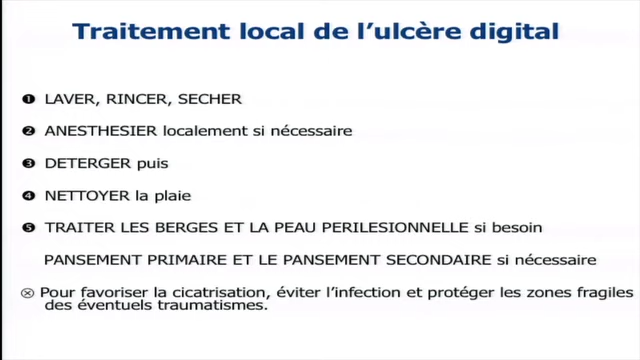 Traitement local de l’ulcère digital
❶ LAVER, RINCER, SECHER
❷ ANESTHESIER localement si nécessaire
❸ DETERGER puis
❹ NETTOYER la plaie
❺ TRAITER LES BERGES ET LA PEAU PERILESIONNELLE si besoin
PANSEMENT PRIMAIRE ET LE PANSEMENT SECONDAIRE si nécessaire
⊗ Pour favoriser la cicatrisation, éviter l’infection et protéger les zones fragiles
des éventuels traumatismes.